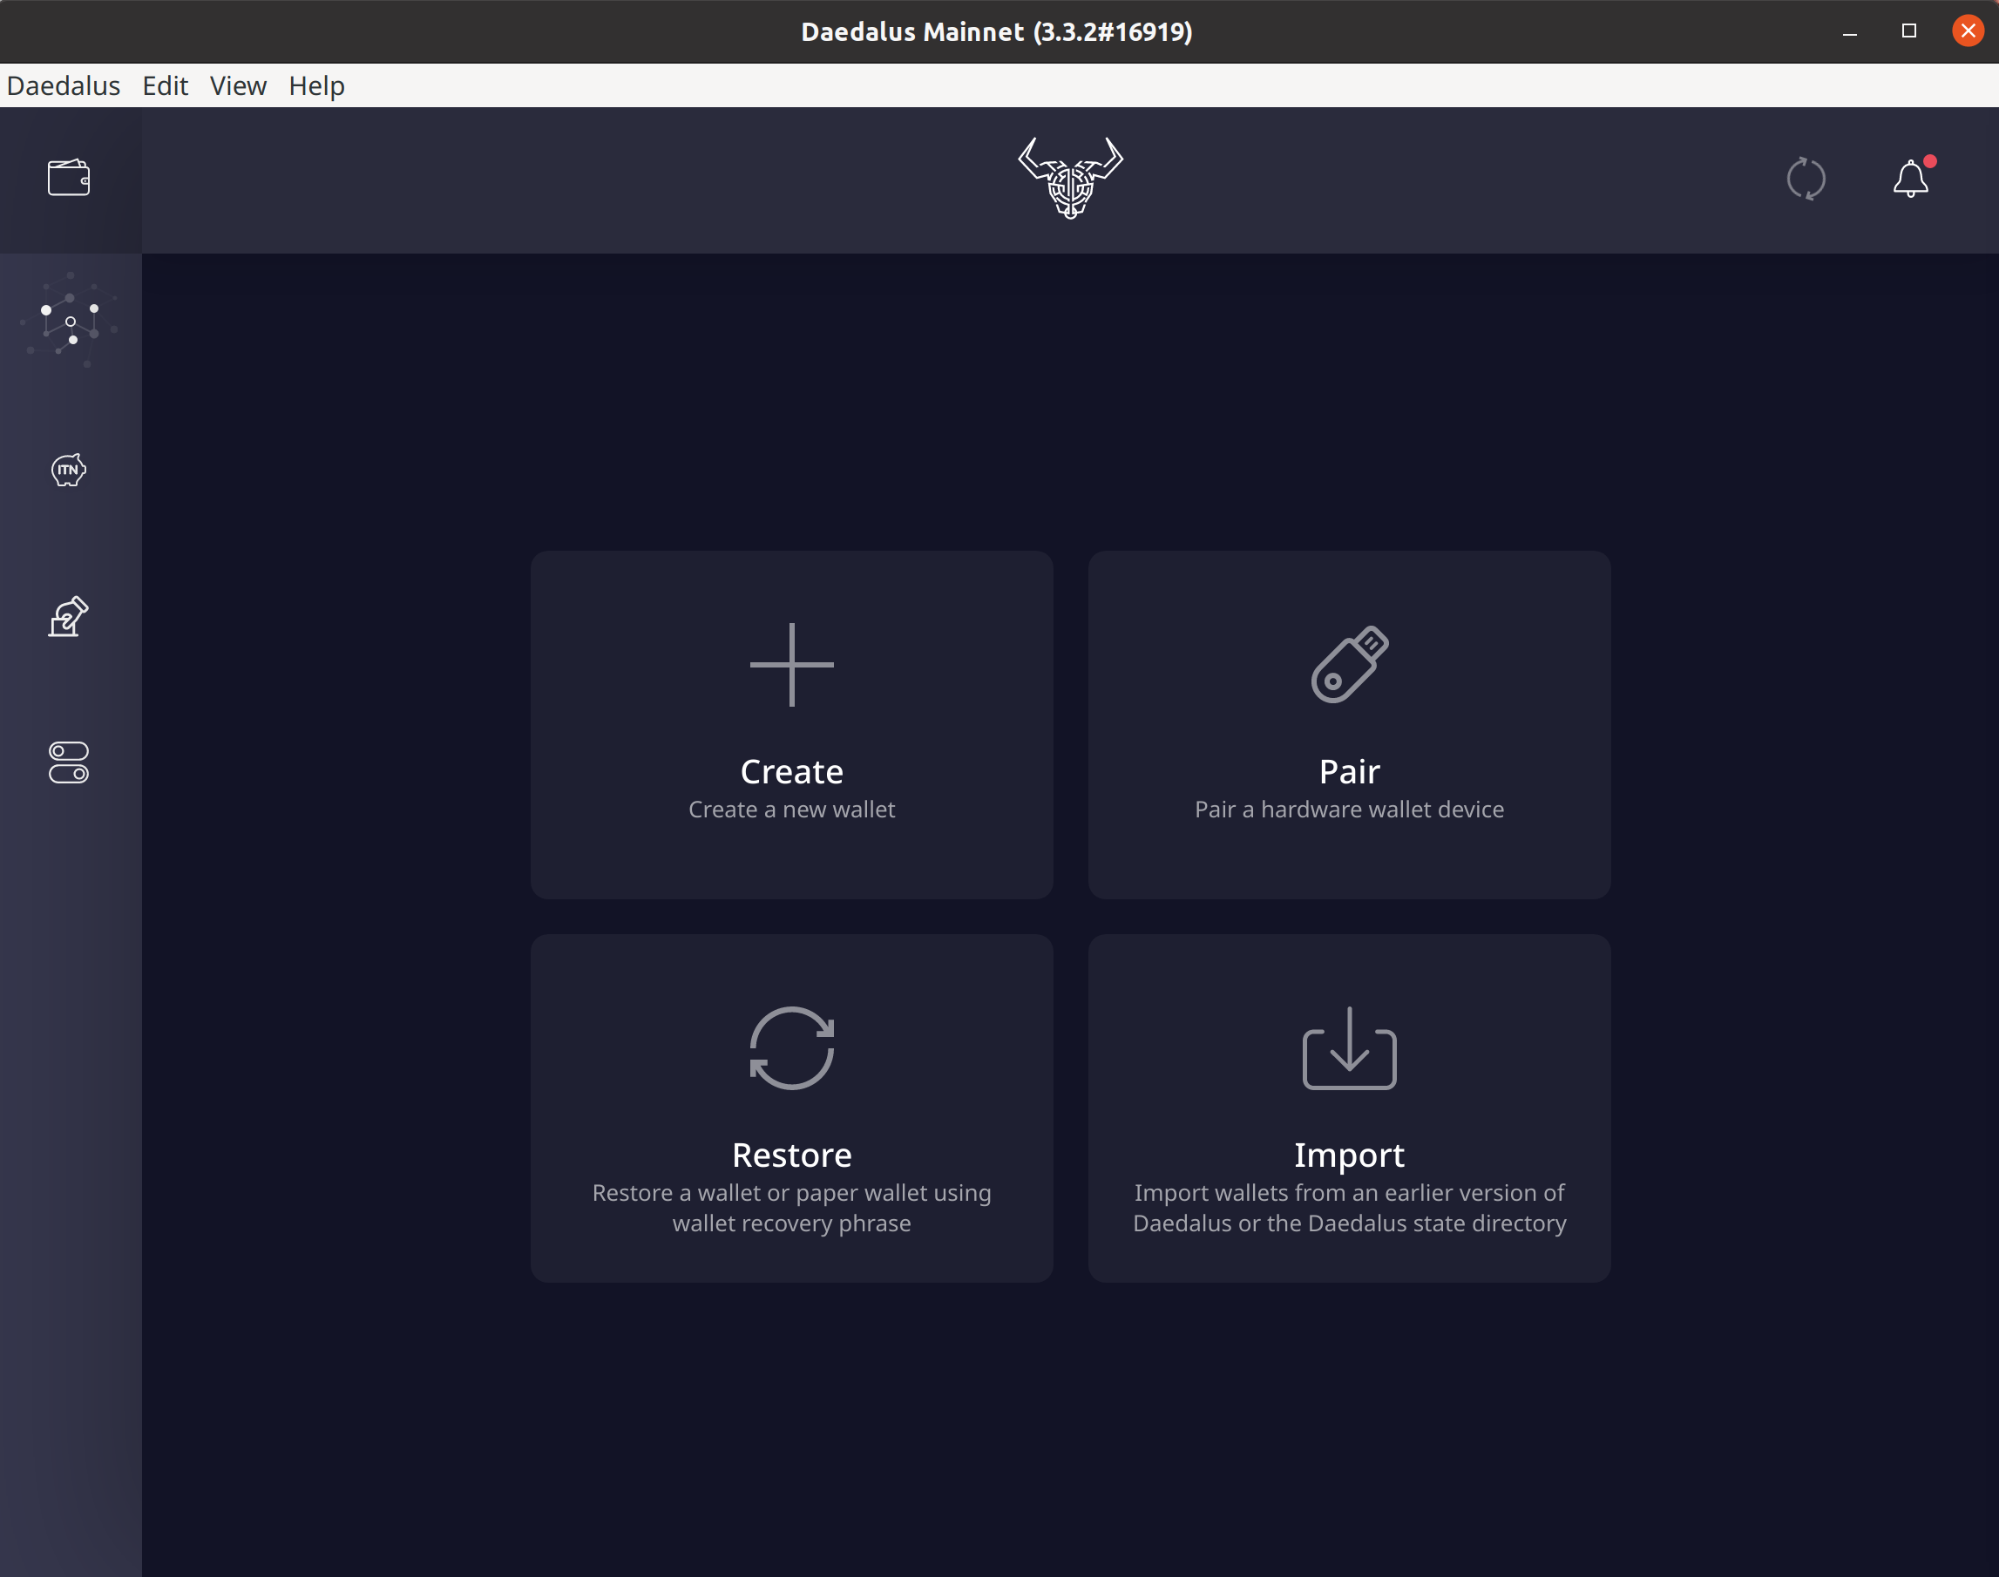 Daedalus Mainnet (3.3.2#16919)
Daedalus Edit View Help
ITN
Create
Create a new wallet
Pair
Pair a hardware wallet device
Restore
Restore a wallet or paper wallet using
wallet recovery phrase
Import
Import wallets from an earlier version of
Daedalus or the Daedalus state directory